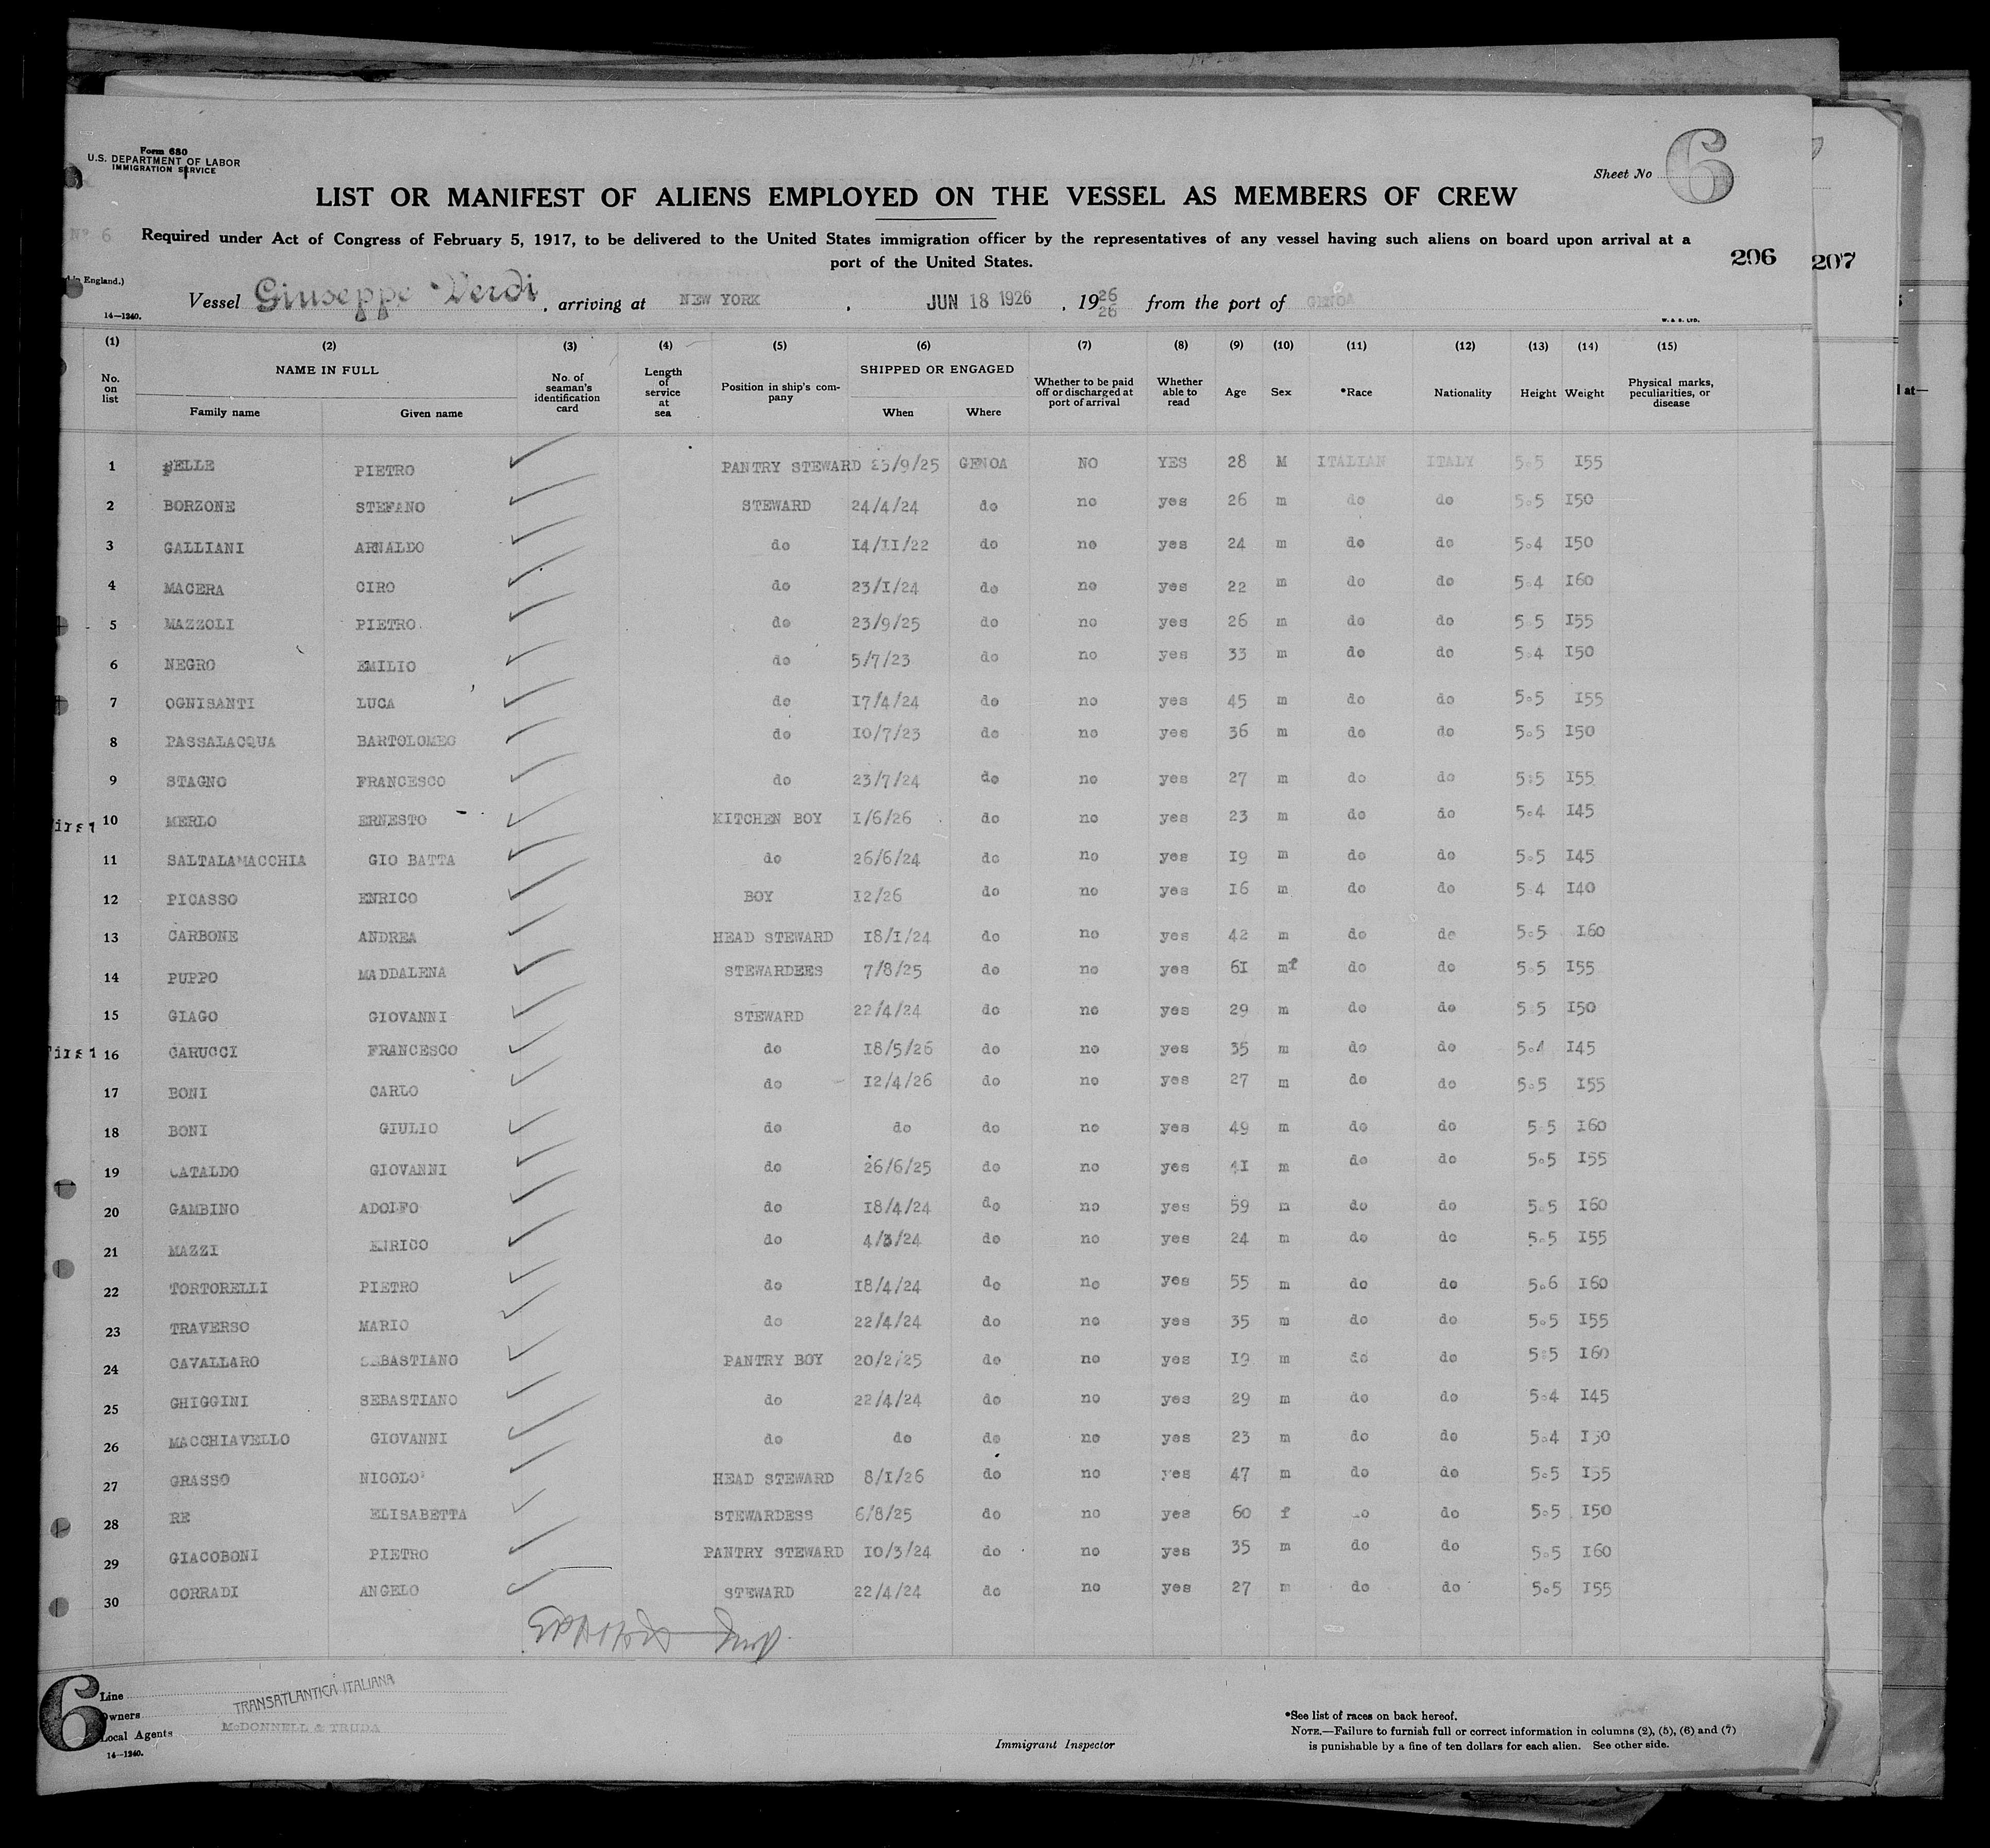 Form 680
U.S. DEPARTMENT OF LABOR
IMMIGRATION SERVICE
Sheet No 6
LIST OR MANIFEST OF ALIENS EMPLOYED ON THE VESSEL AS MEMBERS OF CREW
Nº 6
Required under Act of Congress of February 5, 1917, to be delivered to the United States immigration officer by the representatives of any vessel having such aliens on board upon arrival at a
port of the United States.
206 207
in England.)
Vessel Giuseppe Verdi, arriving at NEW YORK, JUN 18 1926, 1926 26 from the port of GENOA
14—1240.
W. & S. LTD.
(1) (2) (3) (4) (5) (6) (7) (8) (9) (10) (11) (12) (13) (14) (15)
No. on list NAME IN FULL Family name Given name No. of seaman's identification card Length of service at sea Position in ship's company SHIPPED OR ENGAGED When Where Whether to be paid off or discharged at port of arrival Whether able to read Age Sex *Race Nationality Height Weight Physical marks, peculiarities, or disease
at—
1 PELLE PIETRO PANTRY STEWARD 23/9/25 GENOA NO YES 28 M ITALIAN ITALY 5.5 155
2 BORZONE STEFANO STEWARD 24/4/24 do no yes 26 m do do 5.5 150
3 GALLIANI ARNALDO do 14/11/22 do no yes 24 m do do 5.4 150
4 MACERA CIRO do 23/1/24 do no yes 22 m do do 5.4 160
5 MAZZOLI PIETRO. do 23/9/25 do no yes 26 m do do 5.5 155
6 NEGRO EMILIO do 5/7/23 do no yes 33 m do do 5.4 150
7 OGNISANTI LUCA do 17/4/24 do no yes 45 m do do 5.5 155
8 PASSALACQUA BARTOLOMEO do 10/7/23 do no yes 36 m do do 5.5 150
9 STAGNO FRANCESCO do 23/7/24 do no yes 27 m do do 5:5 155
First 10 MERLO ERNESTO - KITCHEN BOY 1/6/26 do no yes 23 m do do 5.4 145
11 SALTALAMACCHIA GIO BATTA do 26/6/24 do no yes 19 m do do 5.5 145
12 PICASSO ENRICO BOY 12/26 do no yes 16 m do do 5.4 140
13 CARBONE ANDREA HEAD STEWARD 18/1/24 do no yes 42 m do do 5.5 160
14 PUPPO MADDALENA STEWARDEES 7/8/25 do no yes 61 mf do do 5.5 155
15 GIAGO GIOVANNI STEWARD 22/4/24 do no yes 29 m do do 5.5 150
First 16 CARUCCI FRANCESCO do 18/5/26 do no yes 35 m do do 5.4 145
17 BONI CARLO do 12/4/26 do no yes 27 m do do 5.5 155
18 BONI GIULIO do do do no yes 49 m do do 5.5 160
19 CATALDO GIOVANNI do 26/6/25 do no yes 41 m do do 5.5 155
20 GAMBINO ADOLFO do 18/4/24 do no yes 59 m do do 5.5 160
21 MAZZI ENRICO do 4/3/24 do no yes 24 m do do 5.5 155
22 TORTORELLI PIETRO do 18/4/24 do no yes 55 m do do 5.6 160
23 TRAVERSO MARIO do 22/4/24 do no yes 35 m do do 5.5 155
24 CAVALLARO SEBASTIANO PANTRY BOY 20/2/25 do no yes 19 m do do 5:5 160
25 GHIGGINI SEBASTIANO do 22/4/24 do no yes 29 m do do 5.4 145
26 MACCHIAVELLO GIOVANNI do do do no yes 23 m do do 5.4 150
27 GRASSO NICOLO' HEAD STEWARD 8/1/26 do no yes 47 m do do 5.5 155
28 RE ELISABETTA STEWARDESS 6/8/25 do no yes 60 f do do 5.5 150
29 GIACOBONI PIETRO PANTRY STEWARD 10/3/24 do no yes 35 m do do 5.5 160
30 CORRADI ANGELO STEWARD 22/4/24 do no yes 27 m do do 5.5 155
6
Line TRANSATLANTICA ITALIANA
Owners
Local Agents McDONNELL & TRUDA
14—1240.
Immigrant Inspector
*See list of races on back hereof.
NOTE.—Failure to furnish full or correct information in columns (2), (5), (6) and (7)
is punishable by a fine of ten dollars for each alien. See other side.